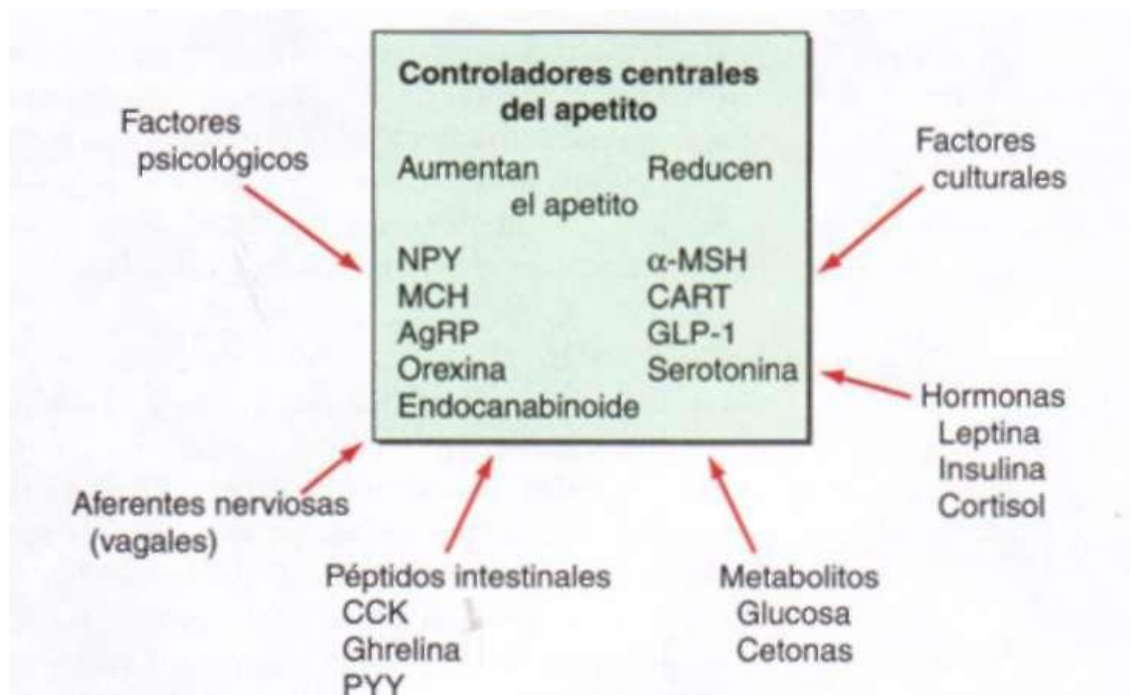 Controladores centrales
del apetito
Factores
psicológicos
Aumentan Reducen
el apetito
Factores
culturales
NPY α-MSH
MCH CART
AgRP GLP-1
Orexina Serotonina
Endocanabinoide
Hormonas
Leptina
Insulina
Cortisol
Aferentes nerviosas
(vagales)
Péptidos intestinales
CCK
Ghrelina
PYY
Metabolitos
Glucosa
Cetonas